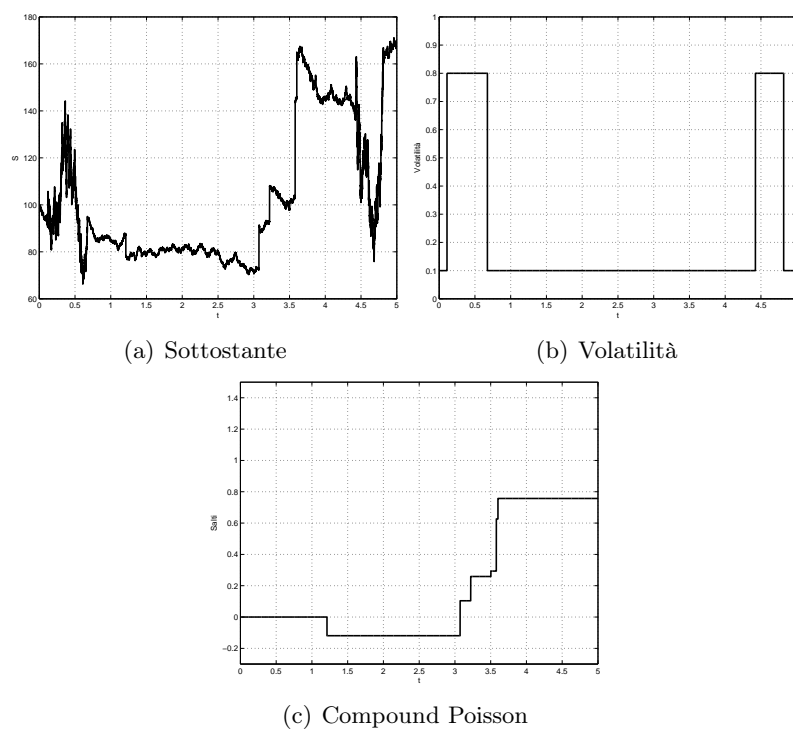 180
160
140
120
100
80
60
S
0 0.5 1 1.5 2 2.5 3 3.5 4 4.5 5
t
(a) Sottostante
1
0.9
0.8
0.7
0.6
0.5
0.4
0.3
0.2
0.1
0
Volatilità
0 0.5 1 1.5 2 2.5 3 3.5 4 4.5
t
(b) Volatilità
1.4
1.2
1
0.8
0.6
0.4
0.2
0
−0.2
Salti
0 0.5 1 1.5 2 2.5 3 3.5 4 4.5 5
t
(c) Compound Poisson